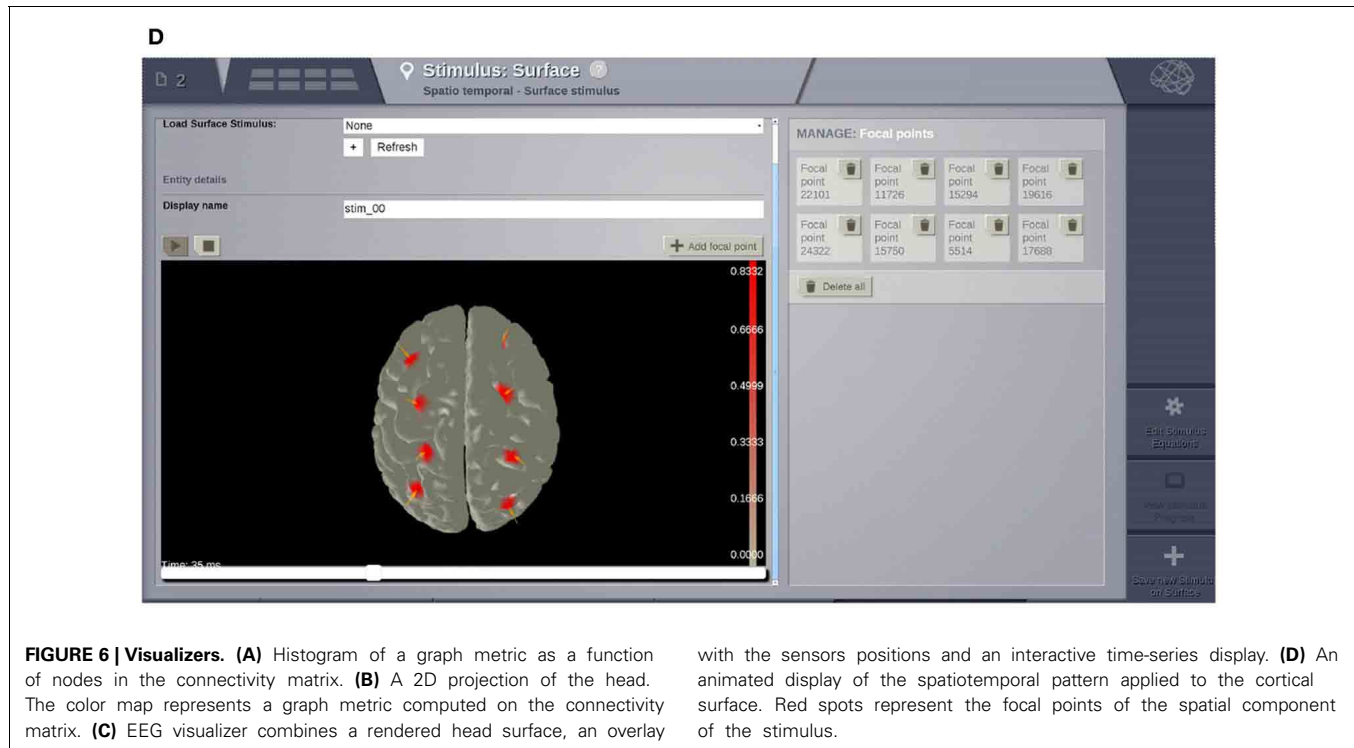 D
2
Stimulus: Surface ?
Spatio temporal - Surface stimulus
Load Surface Stimulus:
None
+ Refresh
Entity details
Display name
stim_00
Add focal point
0.8332
0.6666
0.4999
0.3333
0.1666
0.0000
Time: 35 ms
MANAGE: Focal points
Focal point 22101
Focal point 11726
Focal point 15294
Focal point 19616
Focal point 24322
Focal point 15750
Focal point 5514
Focal point 17688
Delete all
Edit Stimulus
Equations
Save new Stimulus
on Surface
FIGURE 6 | Visualizers. (A) Histogram of a graph metric as a function
of nodes in the connectivity matrix. (B) A 2D projection of the head.
The color map represents a graph metric computed on the connectivity
matrix. (C) EEG visualizer combines a rendered head surface, an overlay
with the sensors positions and an interactive time-series display. (D) An
animated display of the spatiotemporal pattern applied to the cortical
surface. Red spots represent the focal points of the spatial component
of the stimulus.